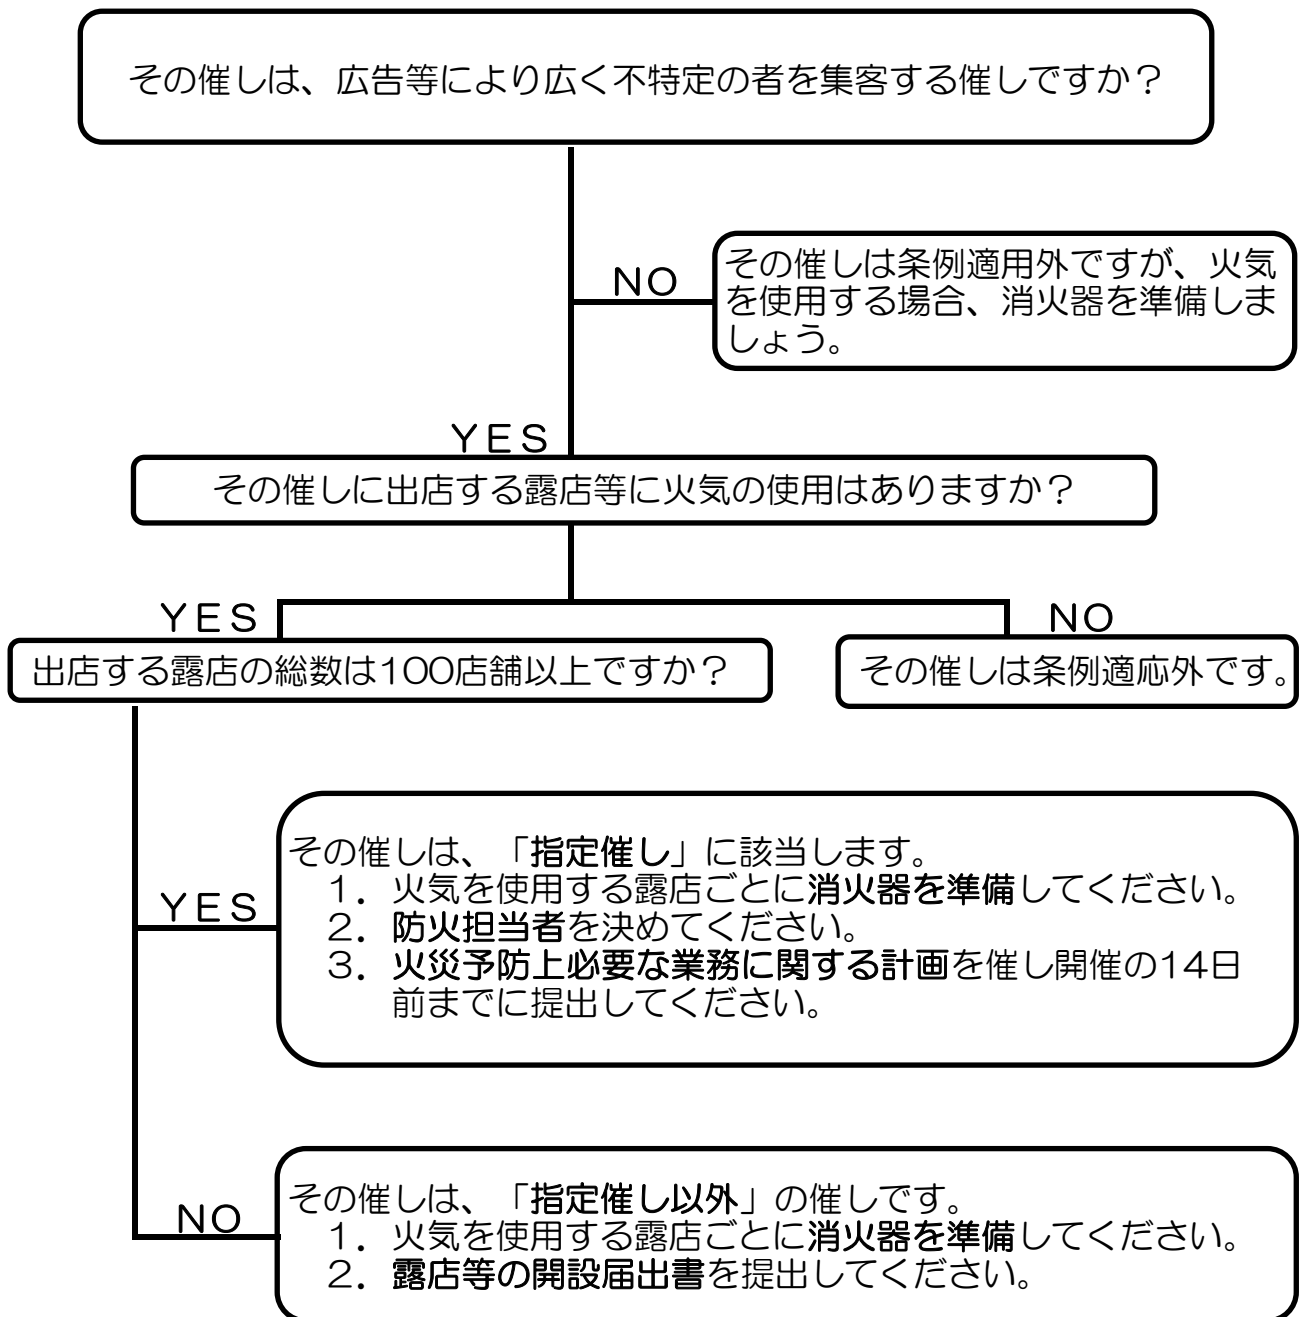 その催しは、広告等により広く不特定の者を集客する催しですか？
NO
その催しは条例適用外ですが、火気
を使用する場合、消火器を準備しま
しょう。
YES
その催しに出店する露店等に火気の使用はありますか？
YES
NO
出店する露店の総数は100店舗以上ですか？
その催しは条例適応外です。
YES
その催しは、「指定催し」に該当します。
1．火気を使用する露店ごとに消火器を準備してください。
2．防火担当者を決めてください。
3．火災予防上必要な業務に関する計画を催し開催の14日
前までに提出してください。
NO
その催しは、「指定催し以外」の催しです。
1．火気を使用する露店ごとに消火器を準備してください。
2．露店等の開設届出書を提出してください。